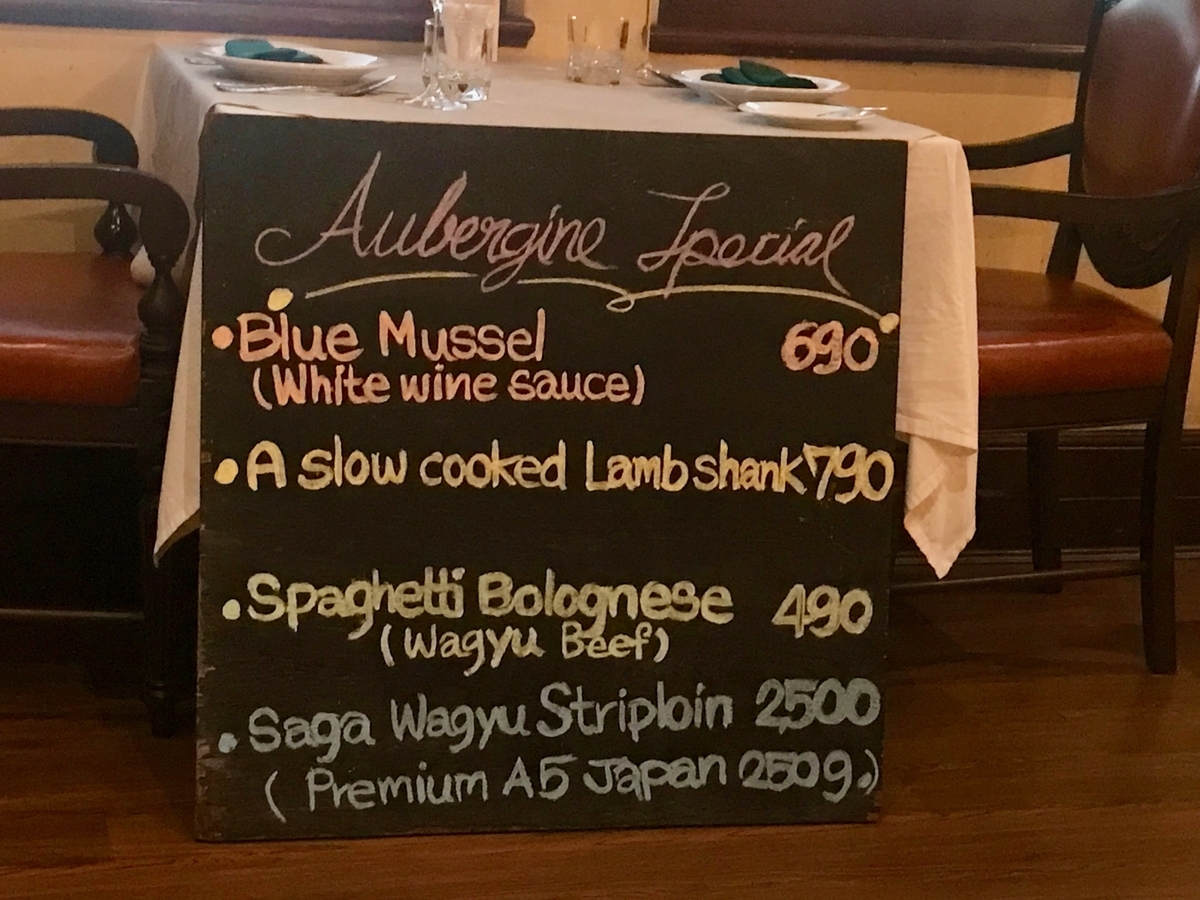 Aubergine Special
• Blue Mussel 690
(White wine sauce)
• A slow cooked Lamb shank 790
• Spaghetti Bolognese 490
(Wagyu Beef)
• Saga Wagyu Striploin 2500
( Premium A5 Japan 250g.)